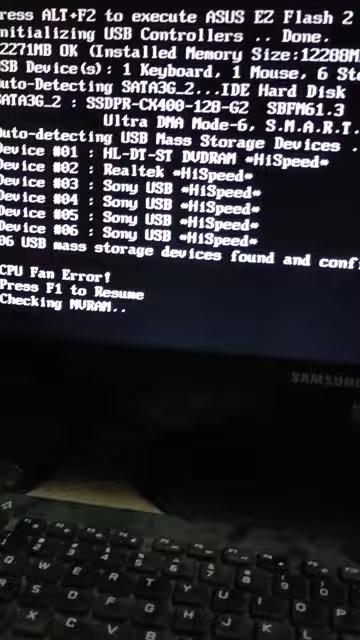 ress ALT+F2 to execute ASUS EZ Flash 2
nitializing USB Controllers .. Done.
2271MB OK (Installed Memory Size:12288M
SB Device(s): 1 Keyboard, 1 Mouse, 6 Sto
uto-Detecting SATA3G_2...IDE Hard Disk
SATA3G_2 : SSDPR-CX400-128-G2 SBFM61.3
Ultra DMA Mode-6, S.M.A.R.T.
Auto-detecting USB Mass Storage Devices .
Device #01 : HL-DT-ST DVDRAM *HiSpeed*
Device #02 : Realtek *HiSpeed*
Device #03 : Sony USB *HiSpeed*
Device #04 : Sony USB *HiSpeed*
Device #05 : Sony USB *HiSpeed*
Device #06 : Sony USB *HiSpeed*
06 USB mass storage devices found and confi
CPU Fan Error!
Press F1 to Resume
Checking NVRAM..
SAMSUNG
Q W E R T Y U I O P
S D F G H J K L
X C V B